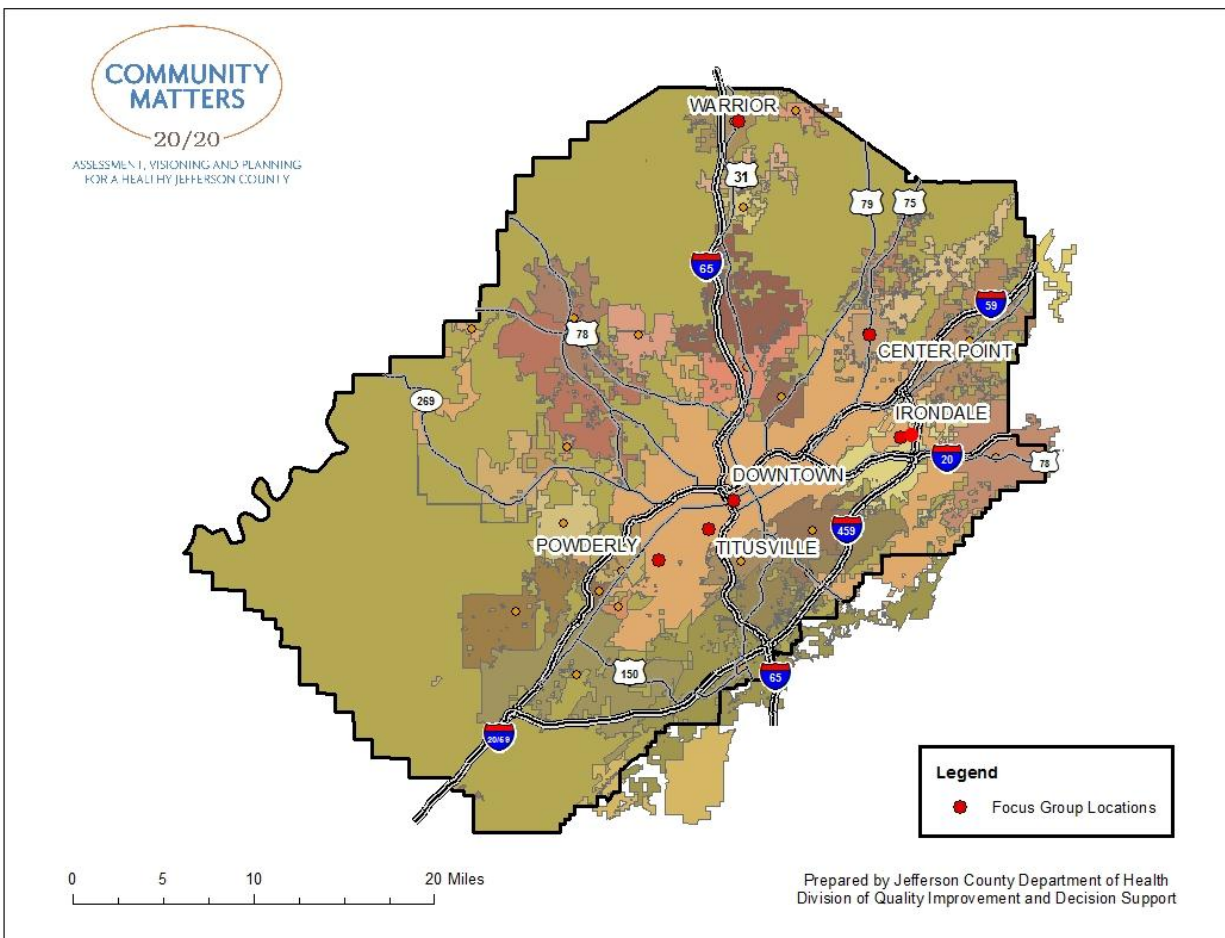 COMMUNITY
MATTERS
20/20
ASSESSMENT, VISIONING AND PLANNING
FOR A HEALTHY JEFFERSON COUNTY
WARRIOR
31
79
75
65
59
78
CENTER POINT
269
IRONDALE
20
78
DOWNTOWN
459
POWDERLY
TITUSVILLE
150
65
20/59
Legend
Focus Group Locations
0 5 10 20 Miles
Prepared by Jefferson County Department of Health
Division of Quality Improvement and Decision Support